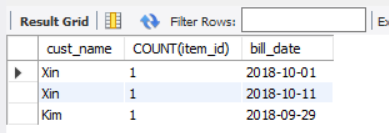 Result Grid Filter Rows: Ex
cust_name COUNT(item_id) bill_date
Xin 1 2018-10-01
Xin 1 2018-10-11
Kim 1 2018-09-29